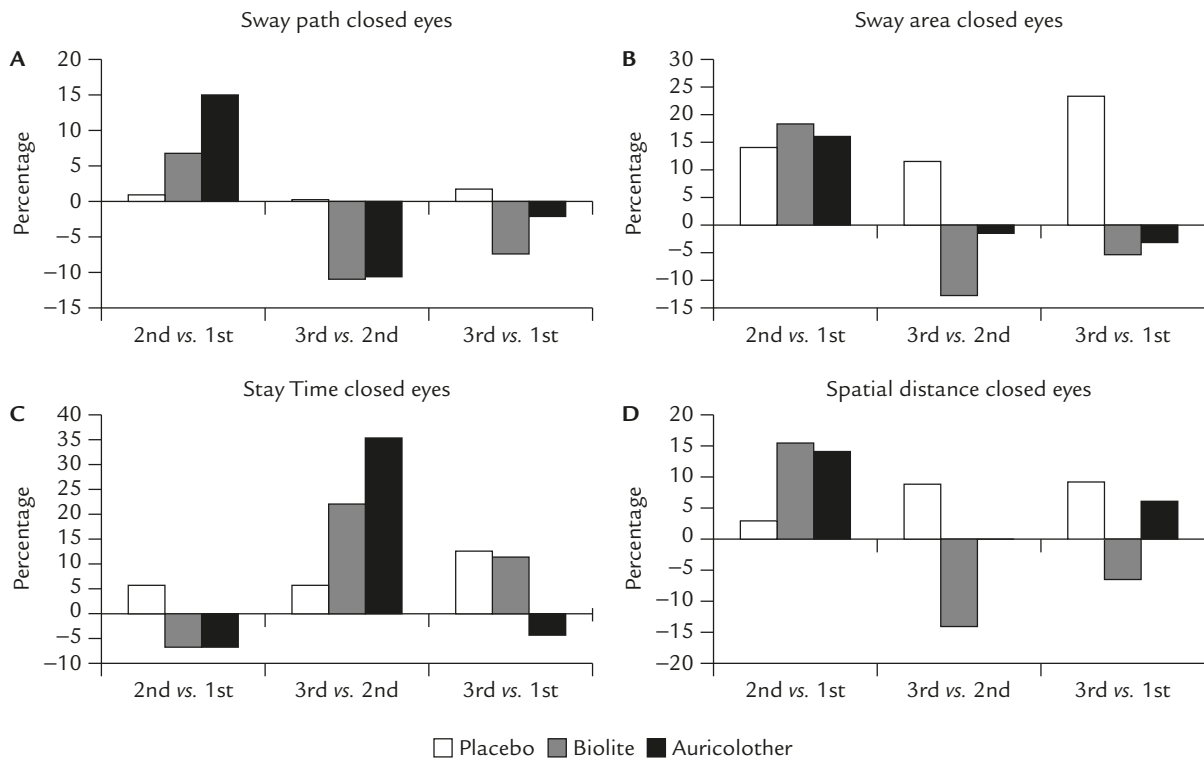 Sway path closed eyes
A
Percentage
20
15
10
5
0
−5
−10
−15
2nd vs. 1st
3rd vs. 2nd
3rd vs. 1st
Sway area closed eyes
B
Percentage
30
25
20
15
10
5
0
−5
−10
−15
2nd vs. 1st
3rd vs. 2nd
3rd vs. 1st
Stay Time closed eyes
C
Percentage
40
35
30
25
20
15
10
5
0
−5
−10
2nd vs. 1st
3rd vs. 2nd
3rd vs. 1st
Spatial distance closed eyes
D
Percentage
20
15
10
5
0
−5
−10
−15
−20
2nd vs. 1st
3rd vs. 2nd
3rd vs. 1st
Placebo Biolite Auricolother